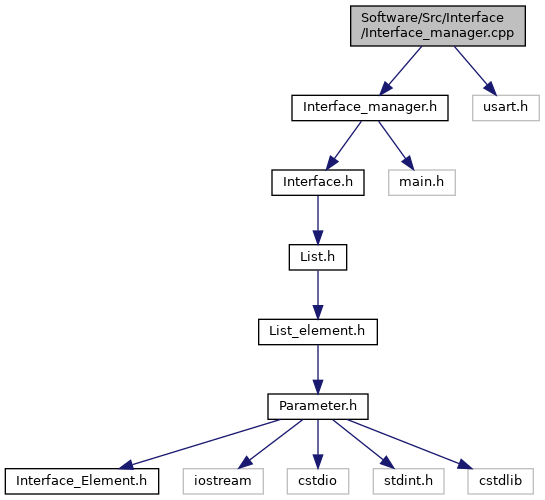 Software/Src/Interface
/Interface_manager.cpp
Interface_manager.h
usart.h
Interface.h
main.h
List.h
List_element.h
Parameter.h
Interface_Element.h
iostream
cstdio
stdint.h
cstdlib